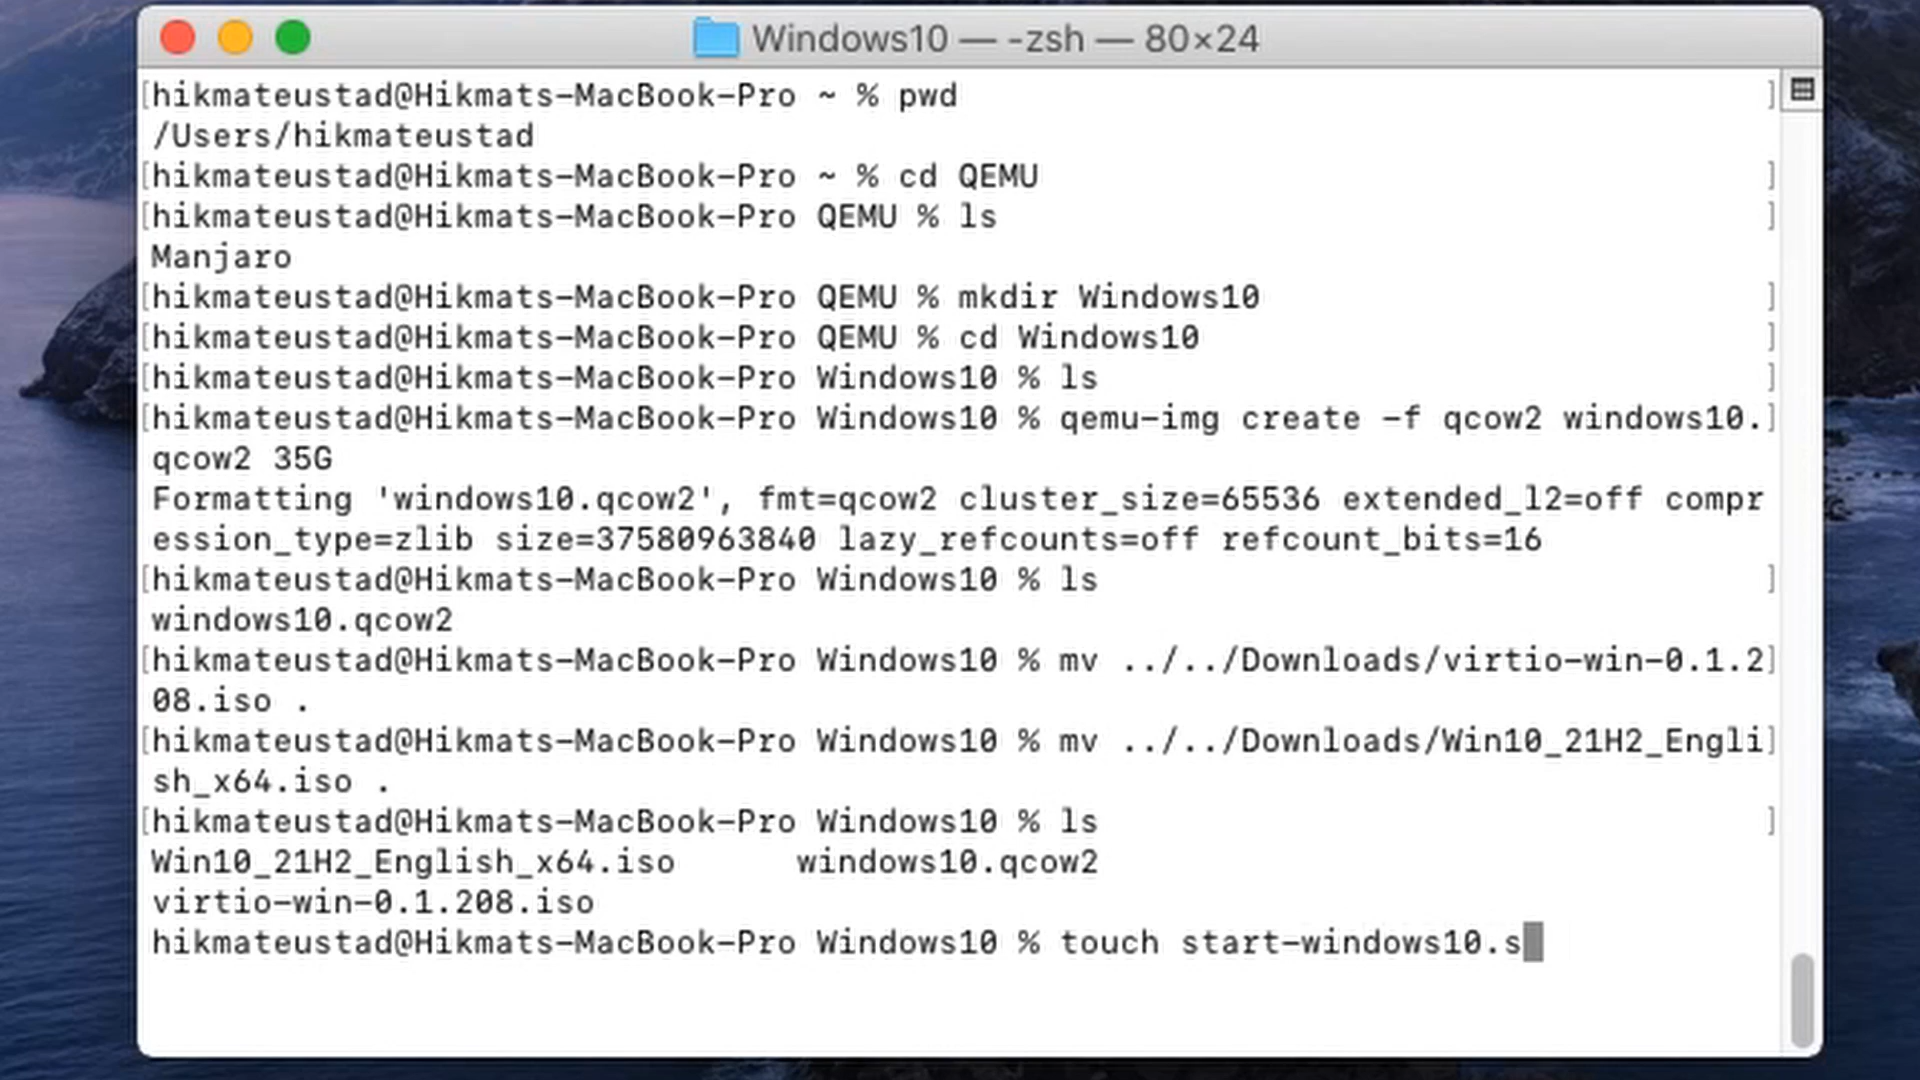 Windows10 — -zsh — 80×24
[hikmateustad@Hikmats-MacBook-Pro ~ % pwd ]
/Users/hikmateustad
[hikmateustad@Hikmats-MacBook-Pro ~ % cd QEMU ]
[hikmateustad@Hikmats-MacBook-Pro QEMU % ls ]
Manjaro
[hikmateustad@Hikmats-MacBook-Pro QEMU % mkdir Windows10 ]
[hikmateustad@Hikmats-MacBook-Pro QEMU % cd Windows10 ]
[hikmateustad@Hikmats-MacBook-Pro Windows10 % ls ]
[hikmateustad@Hikmats-MacBook-Pro Windows10 % qemu-img create -f qcow2 windows10.]
qcow2 35G
Formatting 'windows10.qcow2', fmt=qcow2 cluster_size=65536 extended_l2=off compr
ession_type=zlib size=37580963840 lazy_refcounts=off refcount_bits=16
[hikmateustad@Hikmats-MacBook-Pro Windows10 % ls ]
windows10.qcow2
[hikmateustad@Hikmats-MacBook-Pro Windows10 % mv ../../Downloads/virtio-win-0.1.2]
08.iso .
[hikmateustad@Hikmats-MacBook-Pro Windows10 % mv ../../Downloads/Win10_21H2_Engli]
sh_x64.iso .
[hikmateustad@Hikmats-MacBook-Pro Windows10 % ls ]
Win10_21H2_English_x64.iso windows10.qcow2
virtio-win-0.1.208.iso
hikmateustad@Hikmats-MacBook-Pro Windows10 % touch start-windows10.s